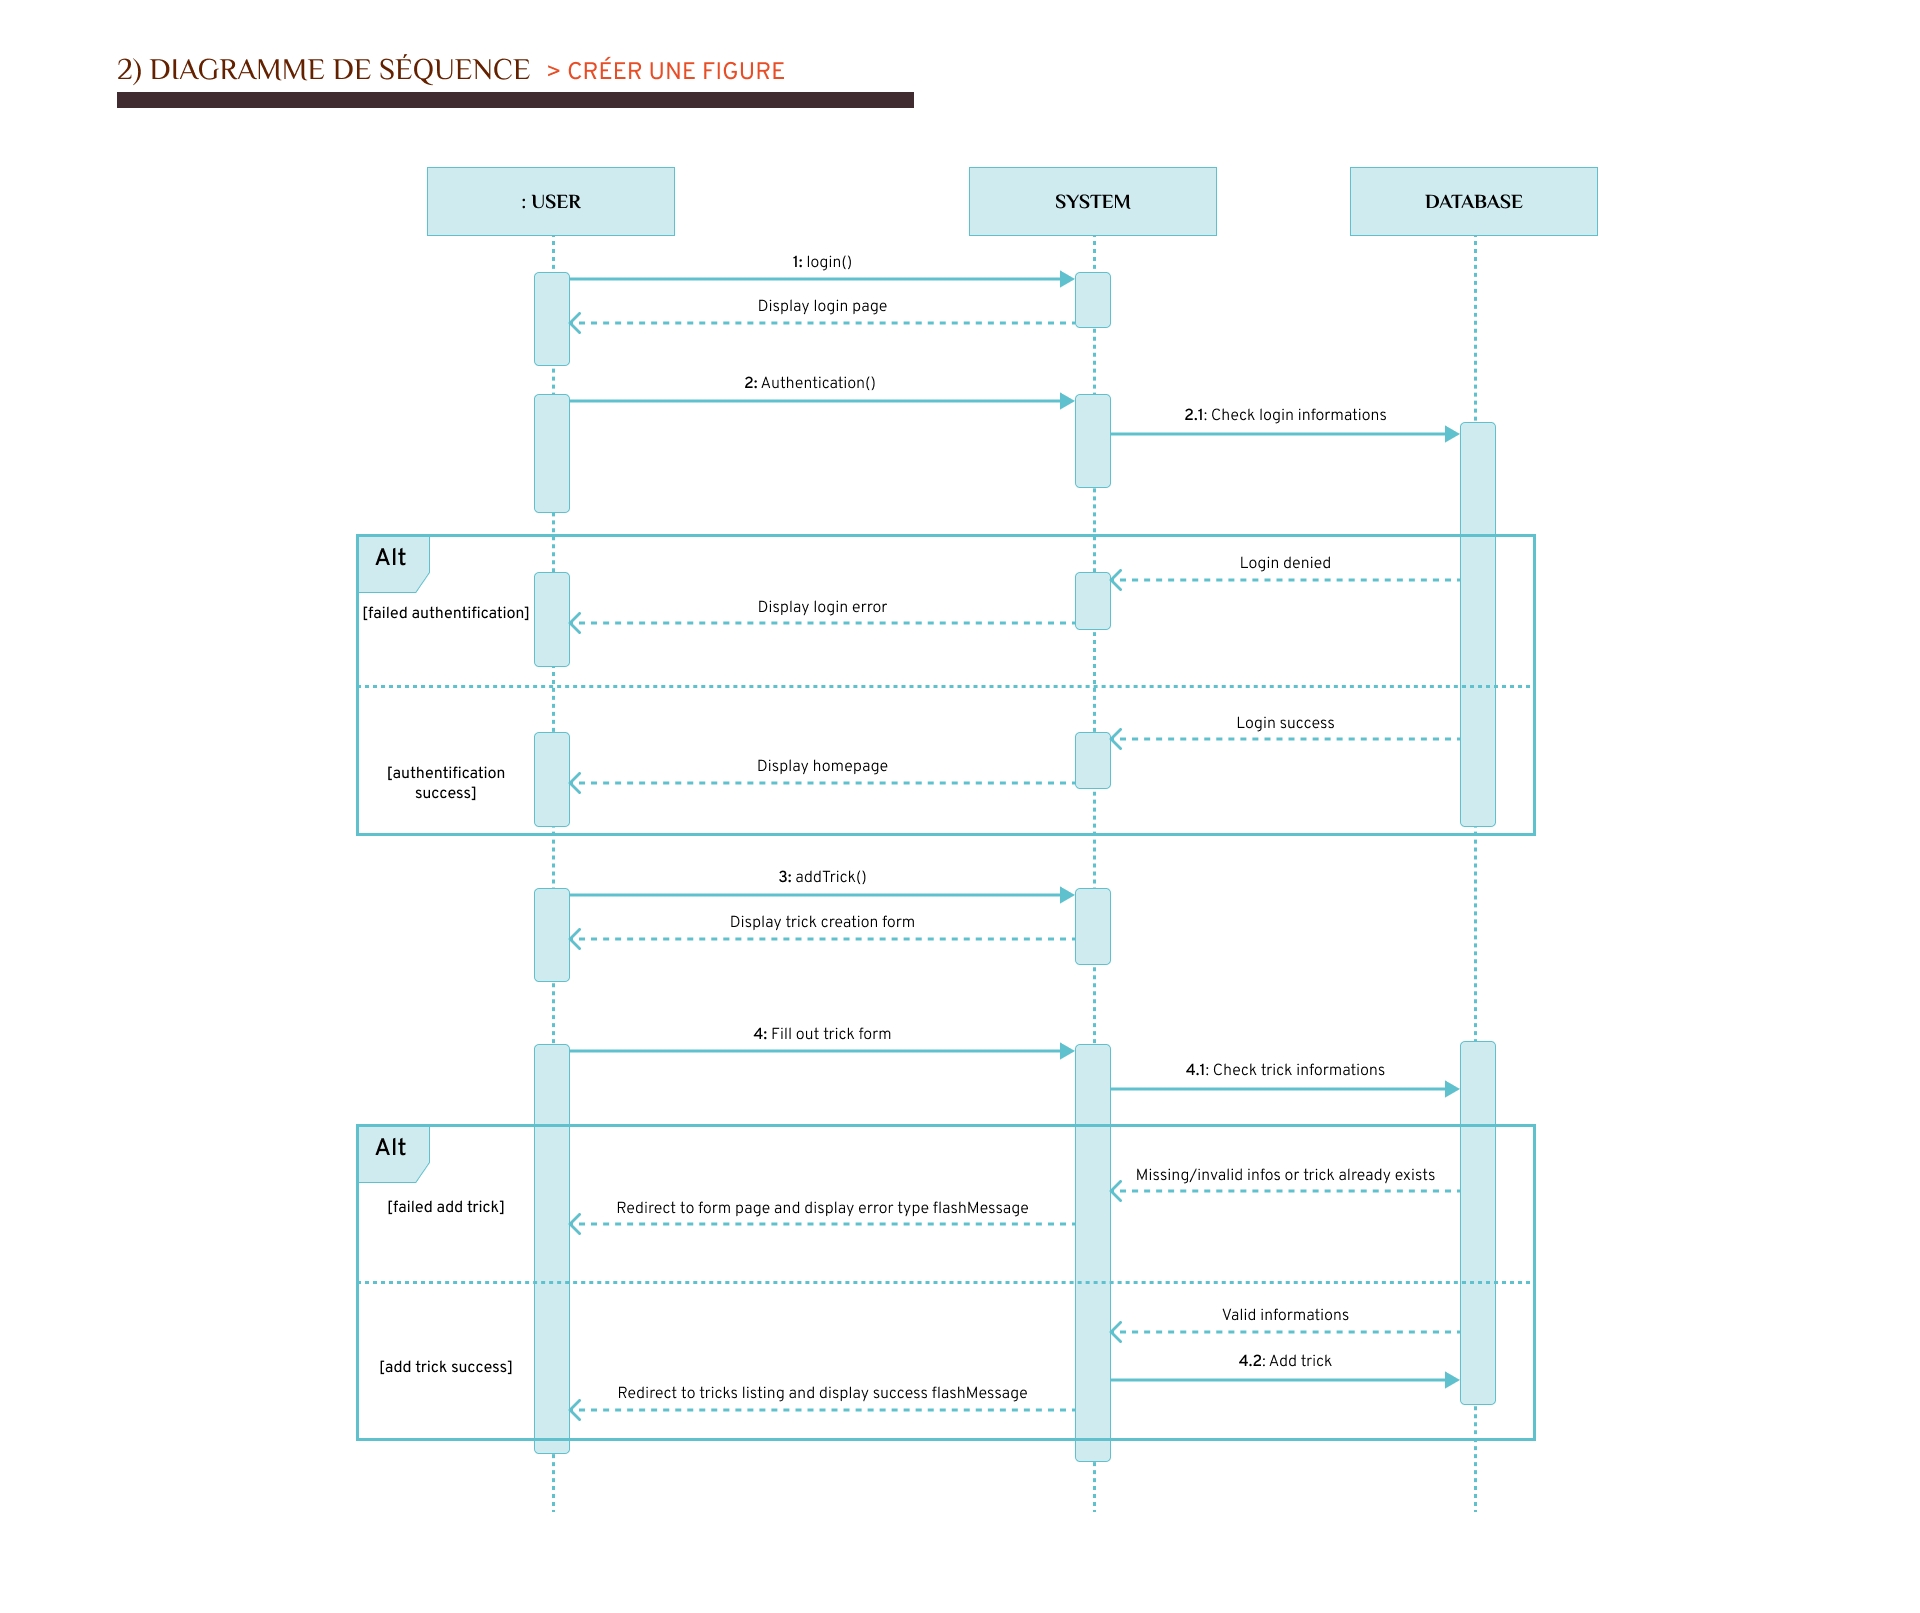 2) DIAGRAMME DE SÉQUENCE > CRÉER UNE FIGURE
: USER
SYSTEM
DATABASE
1: login()
Display login page
2: Authentication()
2.1: Check login informations
Alt
Login denied
[failed authentification]
Display login error
Login success
Display homepage
[authentification
success]
3: addTrick()
Display trick creation form
4: Fill out trick form
4.1: Check trick informations
Alt
Missing/invalid infos or trick already exists
[failed add trick]
Redirect to form page and display error type flashMessage
Valid informations
4.2: Add trick
[add trick success]
Redirect to tricks listing and display success flashMessage